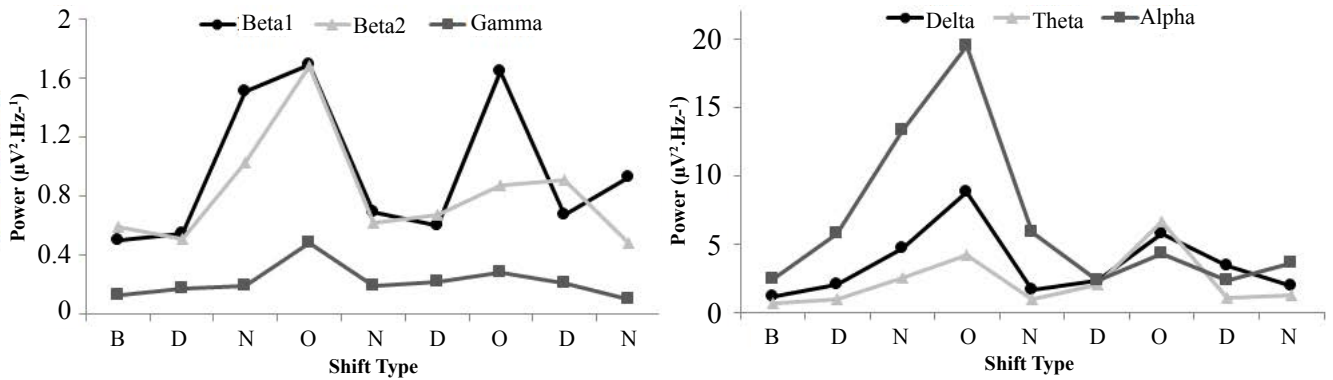 Beta1 Beta2 Gamma
2
1.6
1.2
0.8
0.4
0
Power (µV².Hz-¹)
B D N O N D O D N
Shift Type
Delta Theta Alpha
20
15
10
5
0
Power (µV².Hz-¹)
B D N O N D O D N
Shift Type